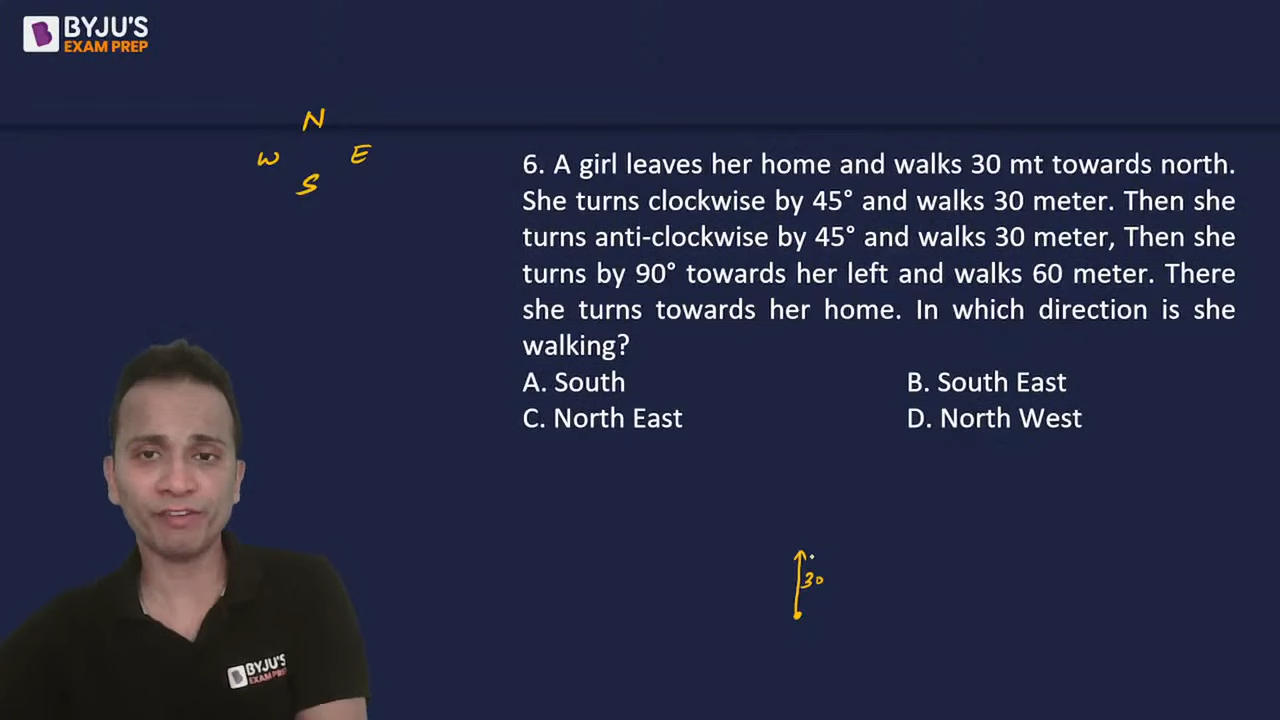 BYJU'S
EXAM PREP
N
W E
S
6. A girl leaves her home and walks 30 mt towards north.
She turns clockwise by 45° and walks 30 meter. Then she
turns anti-clockwise by 45° and walks 30 meter, Then she
turns by 90° towards her left and walks 60 meter. There
she turns towards her home. In which direction is she
walking?
A. South B. South East
C. North East D. North West
30
BYJU'S
EXAM PREP